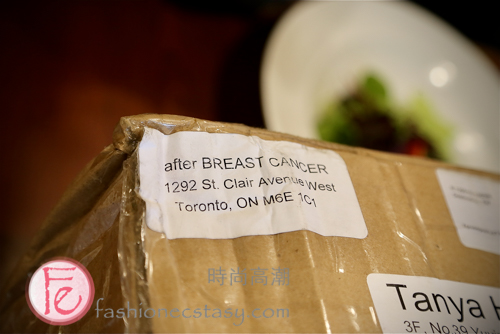 after BREAST CANCER
1292 St. Clair Avenue West
Toronto, ON M6E 1C1
Tanya
3F, No.39
Fe
時尚高潮
fashionecstasy.com